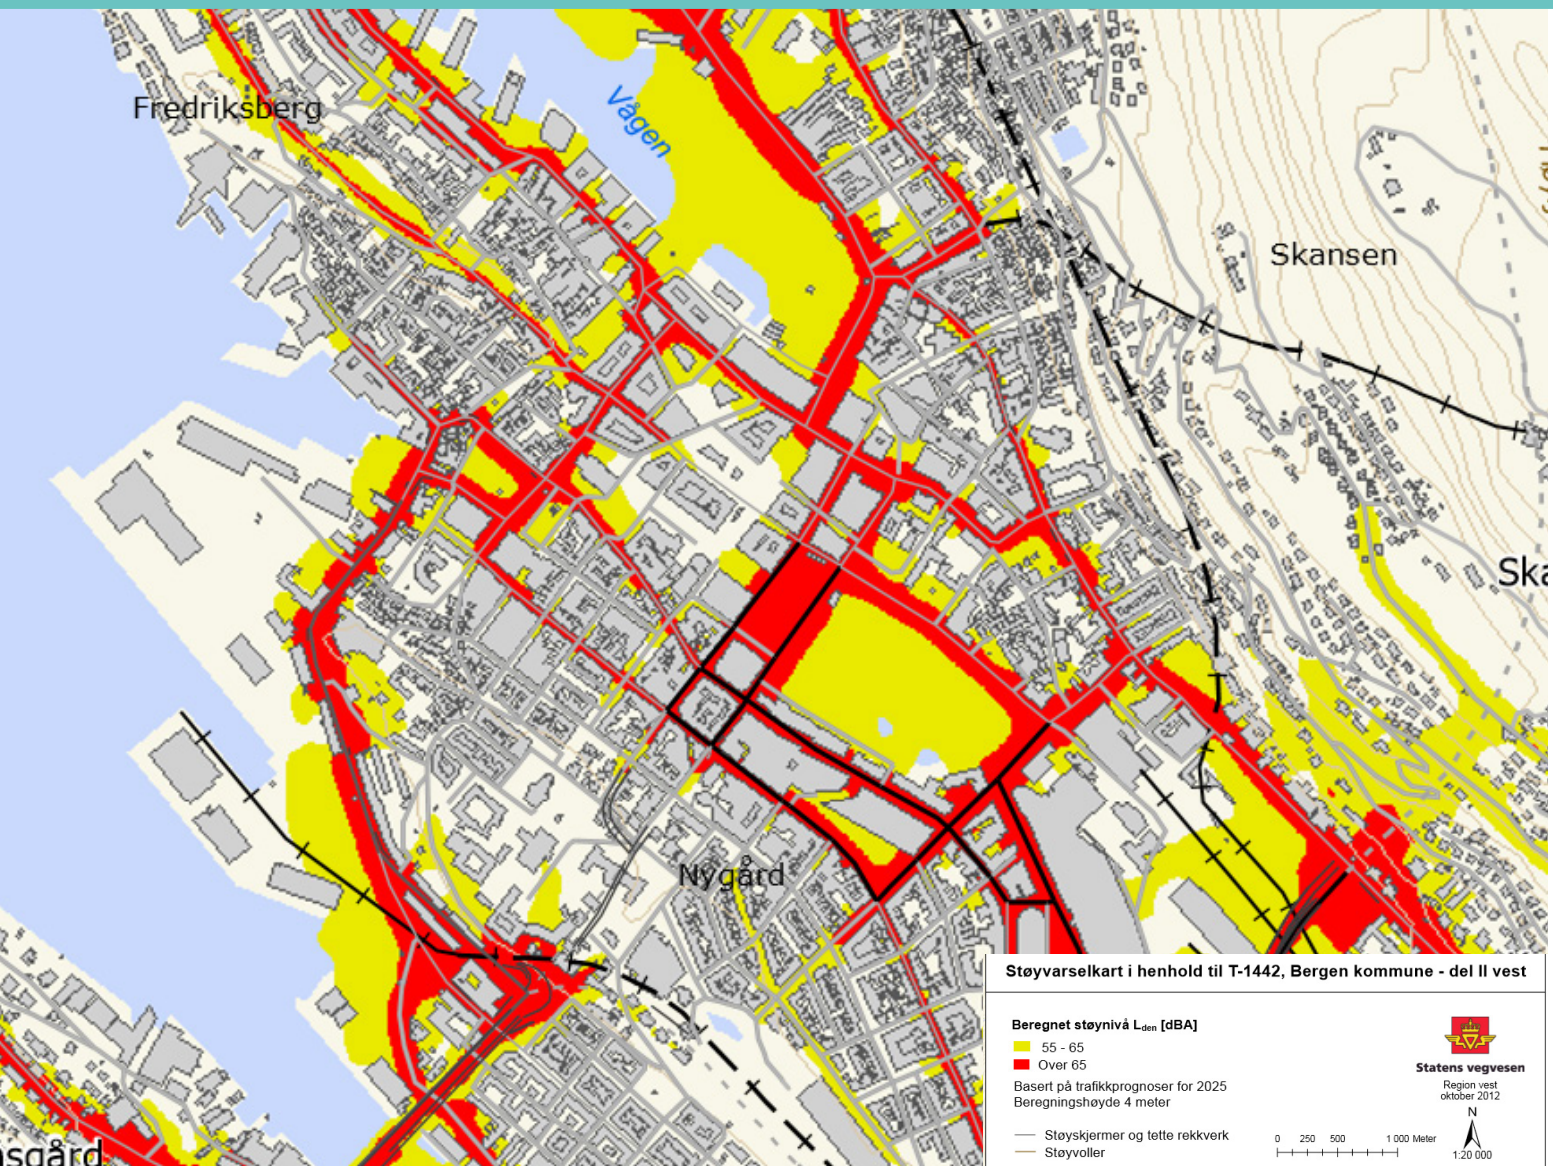 Fredriksberg
Vågen
Skansen
Nygård
Støyvarselkart i henhold til T-1442, Bergen kommune - del II vest
Beregnet støynivå Lden [dBA]
55 - 65
Over 65
Basert på trafikkprognoser for 2025
Beregningshøyde 4 meter
Støyskjermer og tette rekkverk
Støyvoller
Statens vegvesen
Region vest
oktober 2012
N
0 250 500 1 000 Meter
1:20 000